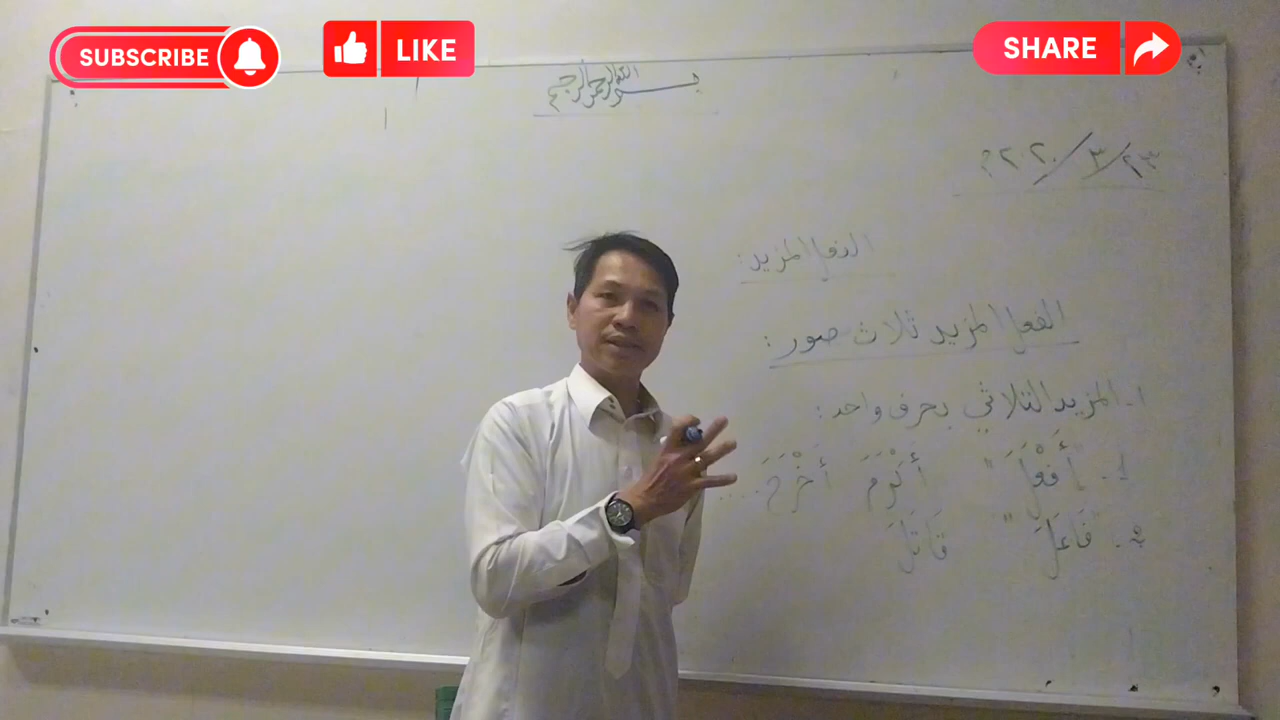 SUBSCRIBE LIKE SHARE
بسم الله الرحمن الرحيم
٢٣/٣/٢٠٢٢م
الفعل المزيد:
الفعل المزيد ثلاث صور:
١- المزيد الثلاثي بحرف واحد:
أ- "أَفْعَلَ" أَكْرَمَ أَخْرَجَ ....
"فَاعَلَ" قَاتَلَ